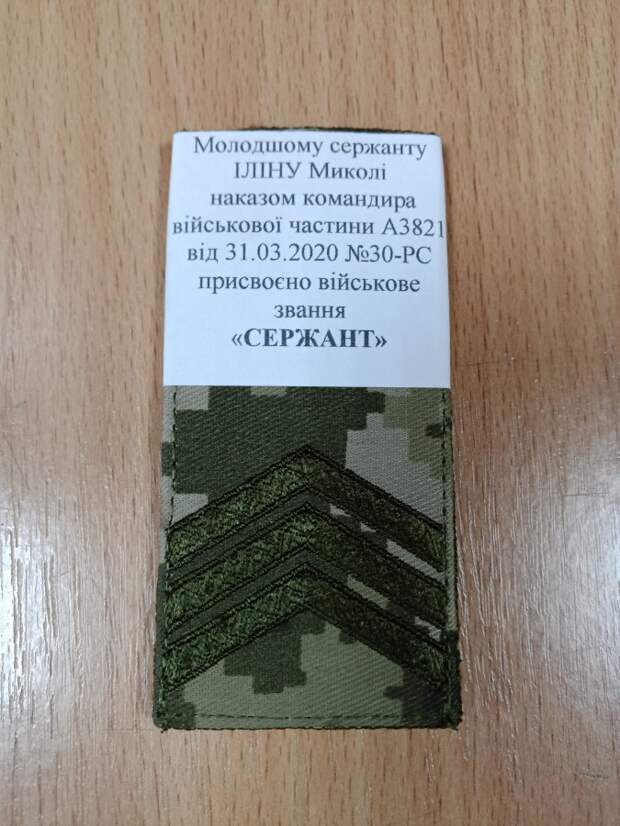 Молодшому сержанту
ІЛІНУ Миколі
наказом командира
військової частини А3821
від 31.03.2020 №30-РС
присвоєно військове
звання
«СЕРЖАНТ»